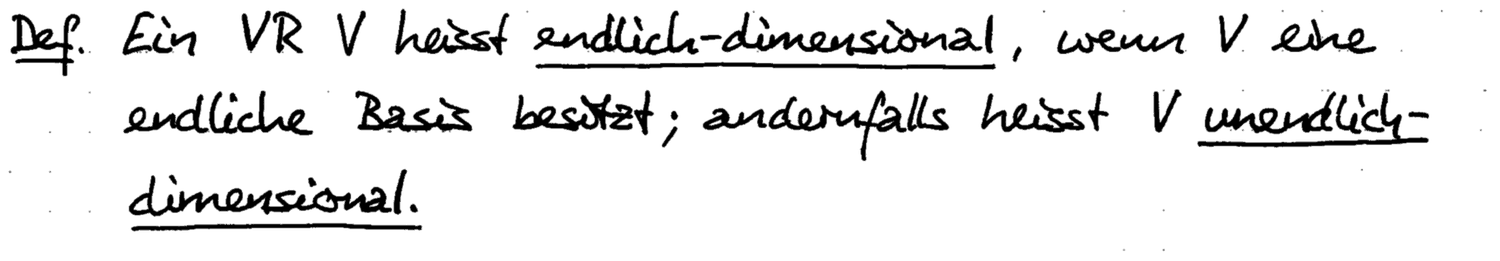 Def. Ein VR V heisst endlich-dimensional, wenn V eine
endliche Basis besitzt; andernfalls heisst V unendlich-
dimensional.